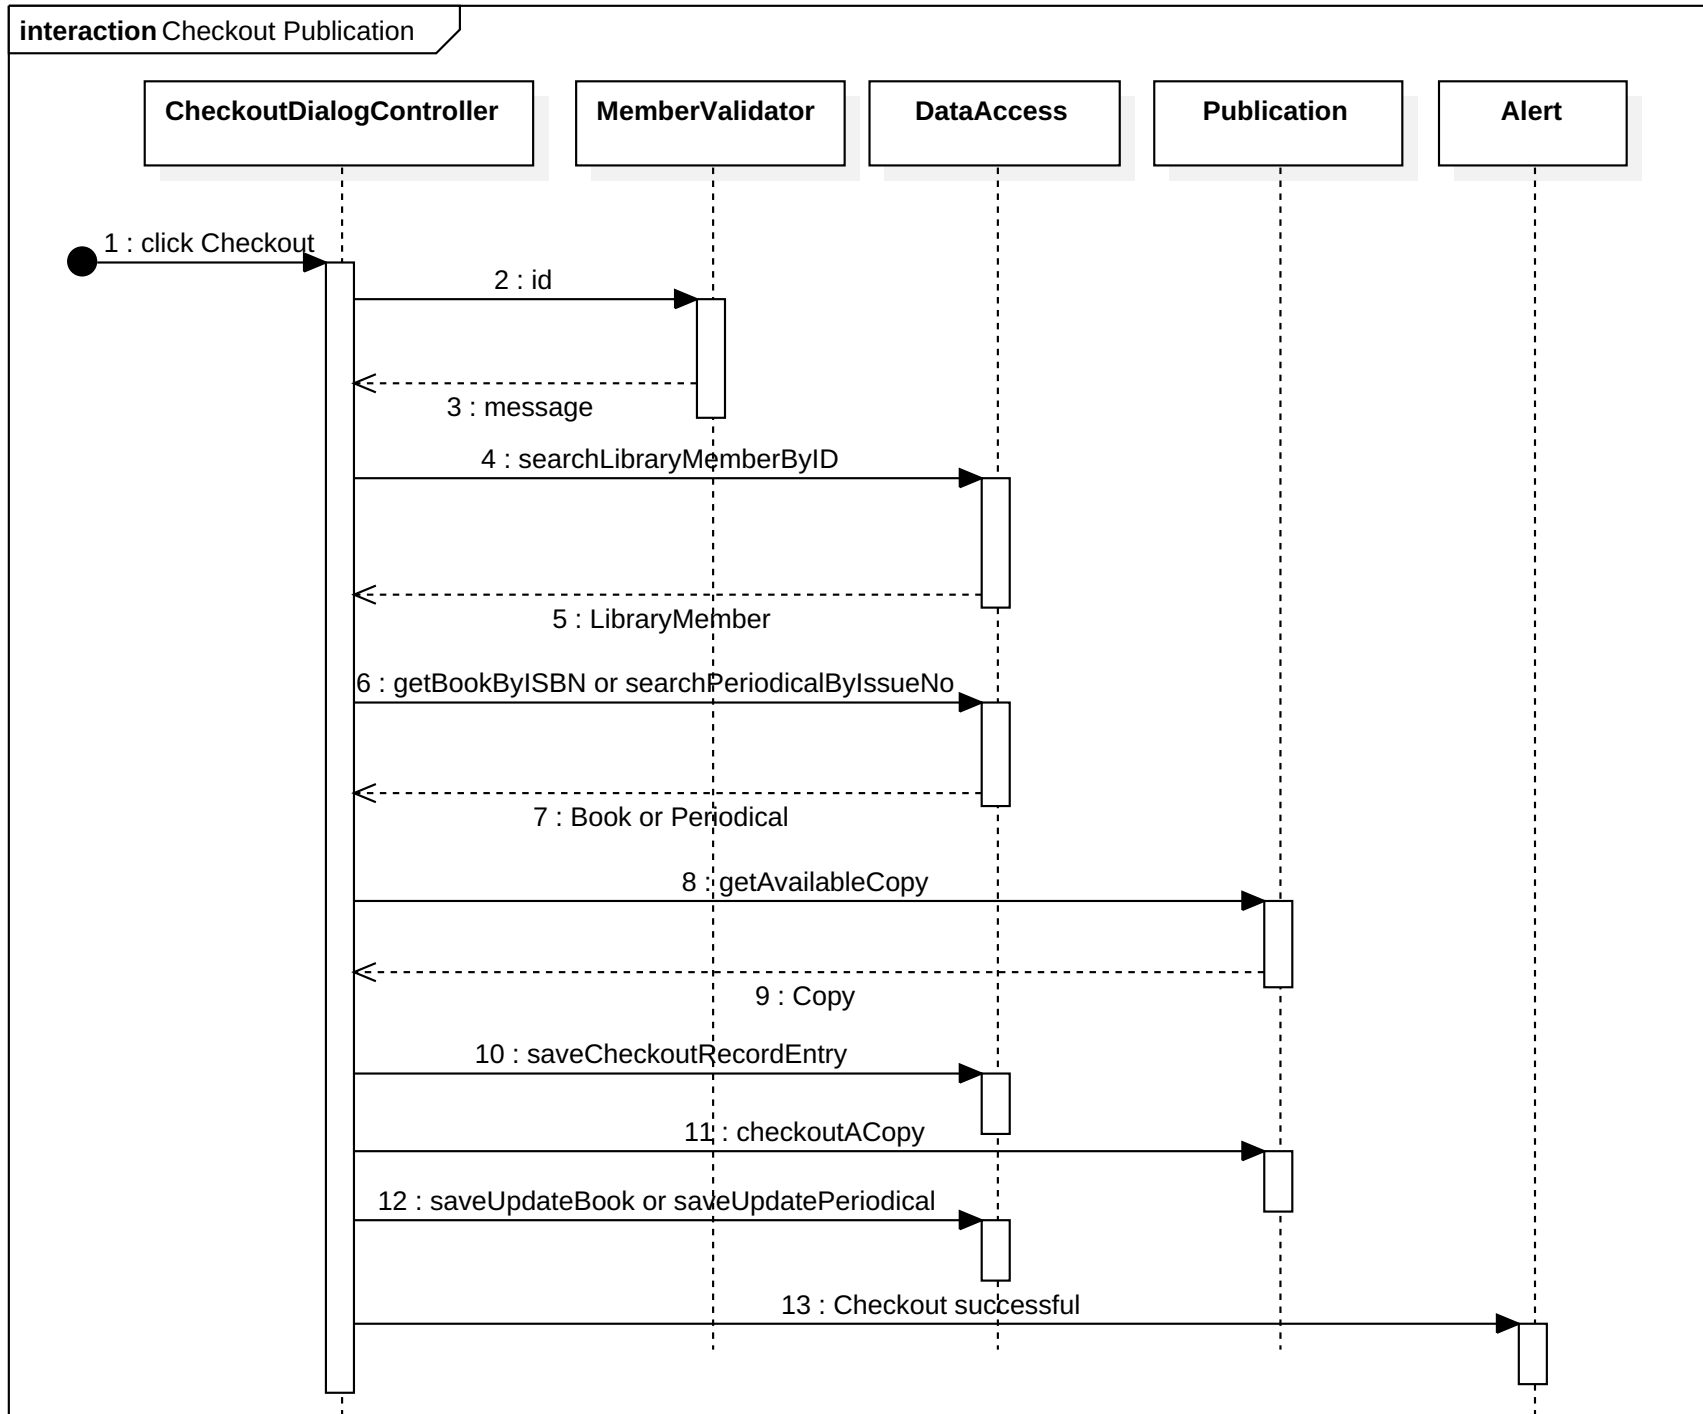 interaction Checkout Publication
CheckoutDialogController
MemberValidator
DataAccess
Publication
Alert
1 : click Checkout
2 : id
3 : message
4 : searchLibraryMemberByID
5 : LibraryMember
6 : getBookByISBN or searchPeriodicalByIssueNo
7 : Book or Periodical
8 : getAvailableCopy
9 : Copy
10 : saveCheckoutRecordEntry
11 : checkoutACopy
12 : saveUpdateBook or saveUpdatePeriodical
13 : Checkout successful